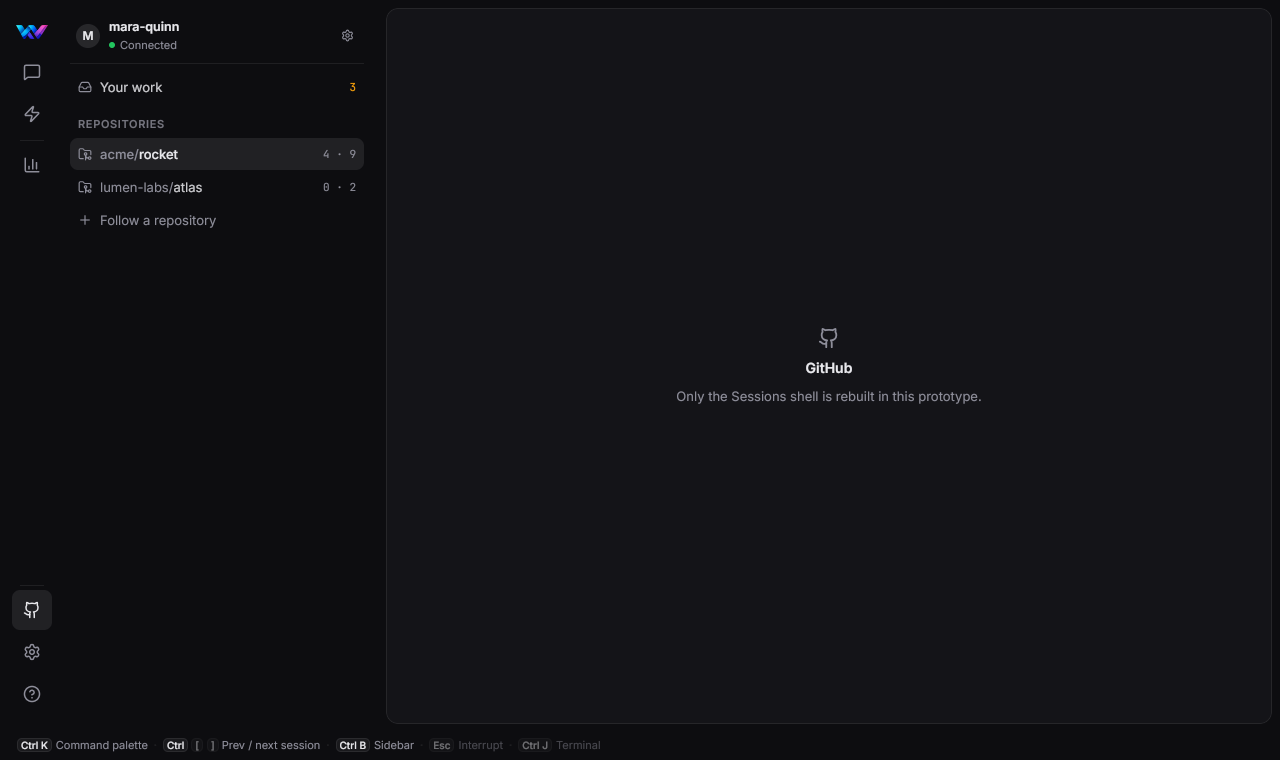 M
mara-quinn
Connected
Your work 3
REPOSITORIES
acme/rocket 4 · 9
lumen-labs/atlas 0 · 2
Follow a repository
GitHub
Only the Sessions shell is rebuilt in this prototype.
Ctrl K Command palette · Ctrl [ ] Prev / next session · Ctrl B Sidebar · Esc Interrupt · Ctrl J Terminal